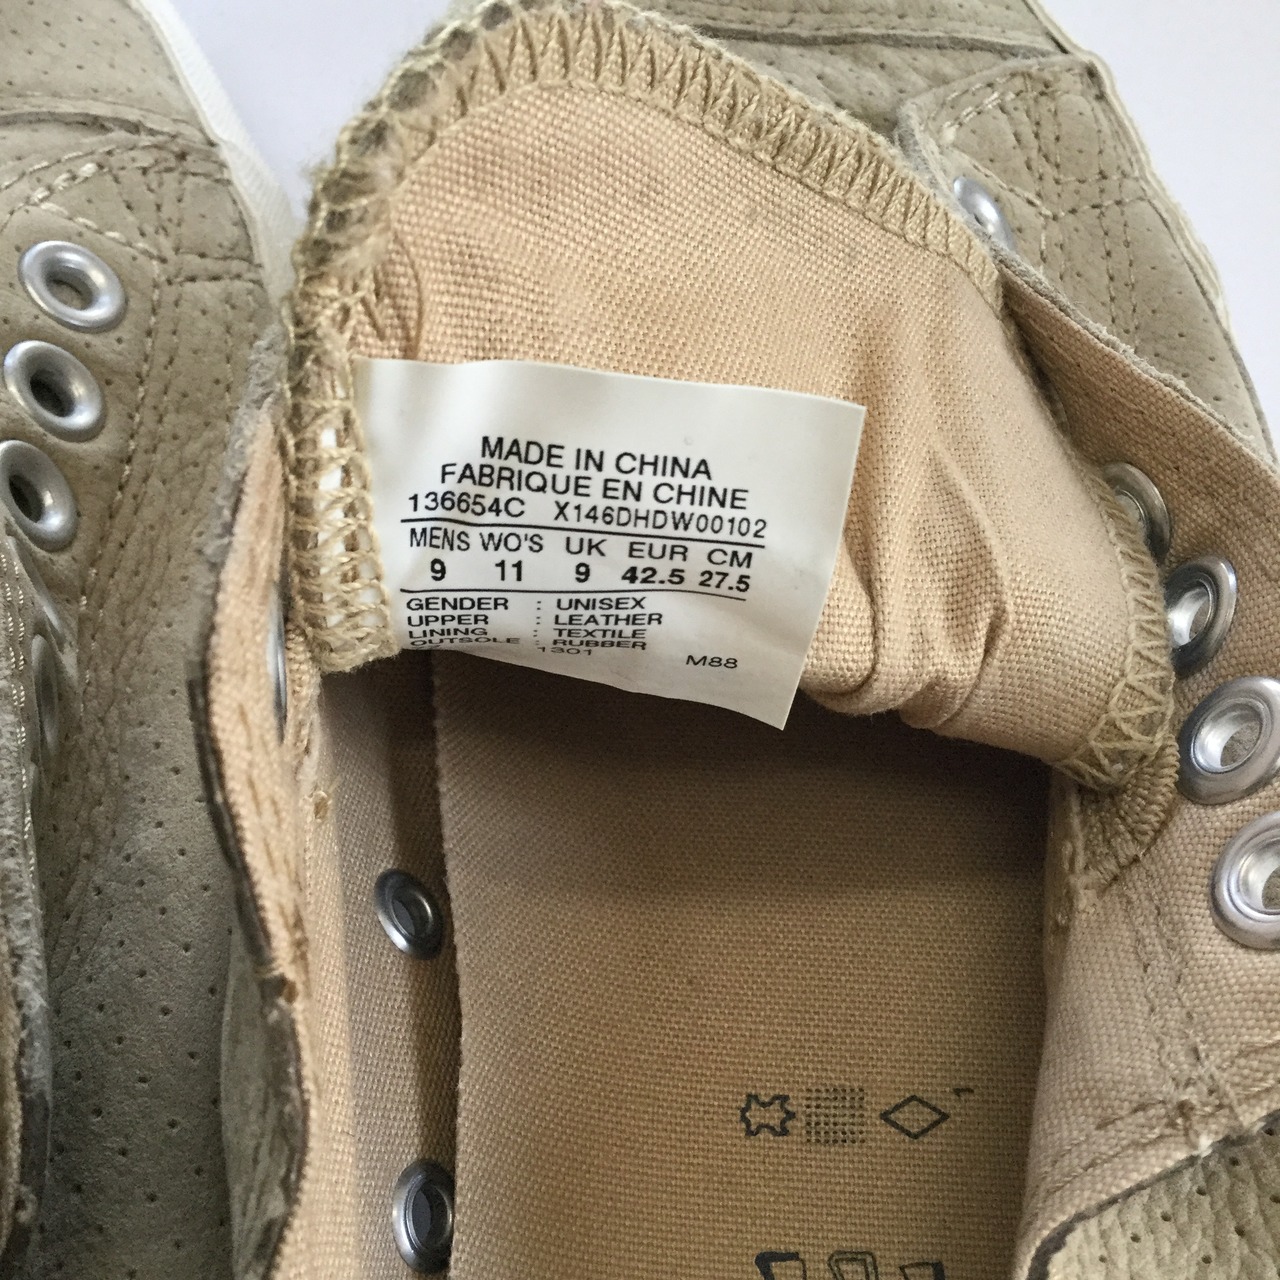 MADE IN CHINA
FABRIQUE EN CHINE
136654C X146DHDW00102
MENS WO'S UK EUR CM
9 11 9 42.5 27.5
GENDER : UNISEX
UPPER : LEATHER
LINING : TEXTILE
OUTSOLE : RUBBER
1301 M88
1